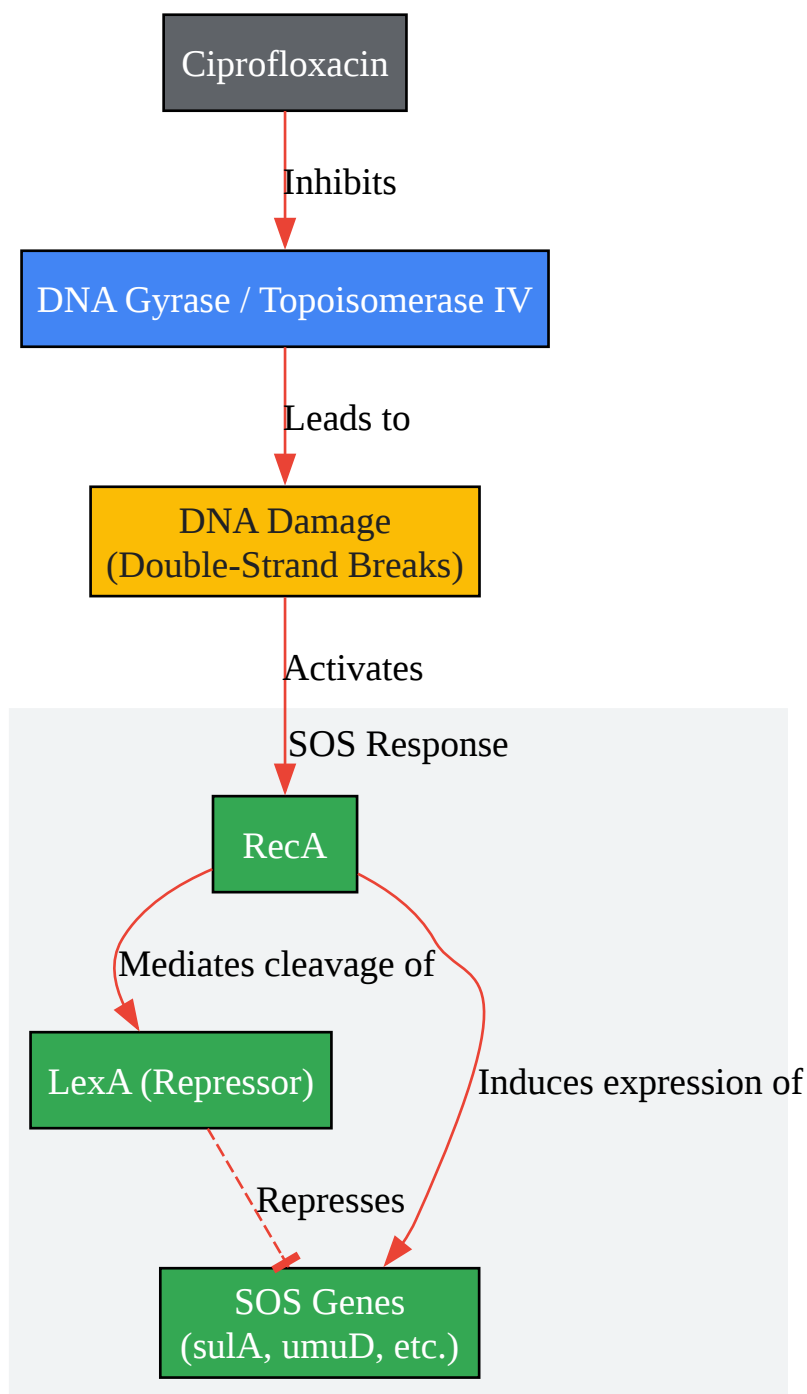 Ciprofloxacin
Inhibits
DNA Gyrase / Topoisomerase IV
Leads to
DNA Damage
(Double-Strand Breaks)
Activates
SOS Response
RecA
Mediates cleavage of
LexA (Repressor)
Induces expression of
Represses
SOS Genes
(sulA, umuD, etc.)